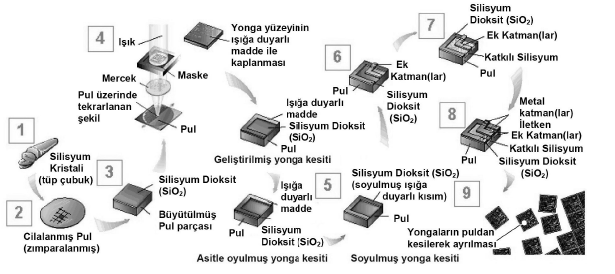 1
Silisyum
Kristali
(tüp çubuk)
2
Cilalanmış Pul
(zımparalanmış)
3
Silisyum Dioksit
(SiO₂)
Büyütülmüş
Pul parçası
4
Işık
Maske
Mercek
Pul üzerinde
tekrarlanan
şekil
Pul
Yonga yüzeyinin
ışığa duyarlı
madde ile
kaplanması
Işığa duyarlı
madde
Silisyum Dioksit
(SiO₂)
Pul
Geliştirilmiş yonga kesiti
Işığa
duyarlı
madde
Pul
Silisyum
Dioksit (SiO₂)
Asitle oyulmuş yonga kesiti
5
Silisyum Dioksit (SiO₂)
(soyulmuş ışığa
duyarlı kısım)
Pul
Soyulmuş yonga kesiti
6
Ek
Katman(lar)
Pul
Silisyum
Dioksit
(SiO₂)
7
Silisyum
Dioksit (SiO₂)
Ek Katman(lar)
Katkılı Silisyum
Pul
8
Metal
katman(lar)
İletken
Ek Katman(lar)
Katkılı Silisyum
Silisyum Dioksit
(SiO₂)
Pul
9
Yongaların puldan
kesilerek ayrılması